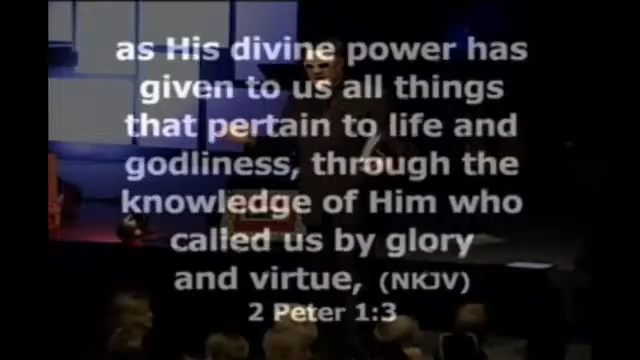 as His divine power has
given to us all things
that pertain to life and
godliness, through the
knowledge of Him who
called us by glory
and virtue, (NKJV)
2 Peter 1:3